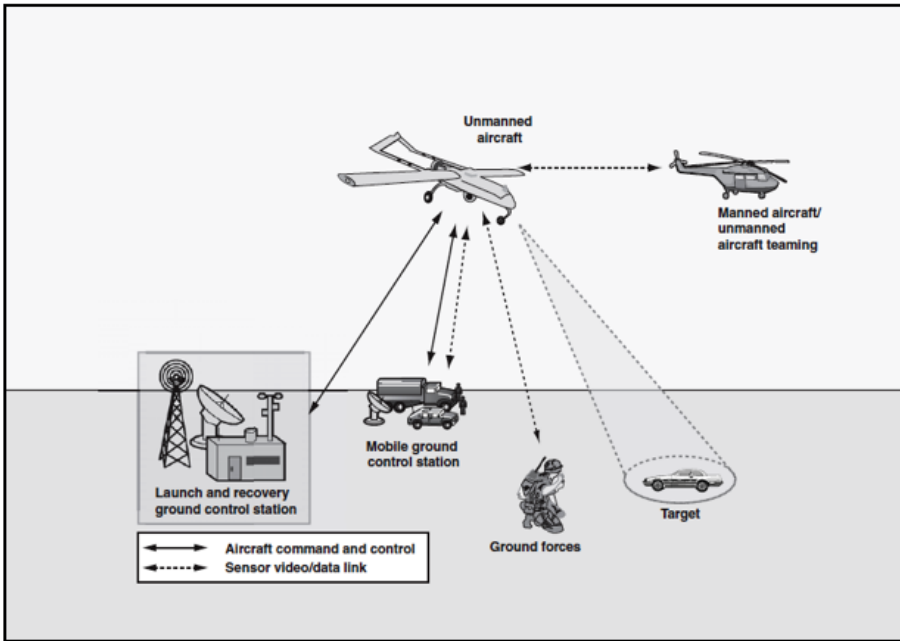 Unmanned
aircraft
Manned aircraft/
unmanned
aircraft teaming
Mobile ground
control station
Launch and recovery
ground control station
Target
Ground forces
Aircraft command and control
Sensor video/data link